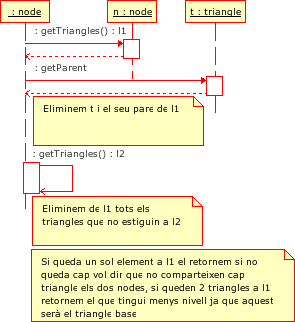 _: node
n : node
t : triangle
: getTriangles() : l1
: getParent
Eliminem t i el seu pare de l1
: getTriangles() : l2
Eliminem de l1 tots els
triangles que no estiguin a l2
Si queda un sol element a l1 el retornem si no
queda cap vol dir que no comparteixen cap
triangle els dos nodes, si queden 2 triangles a l1
retornem el que tingui menys nivell ja que aquest
serà el triangle base